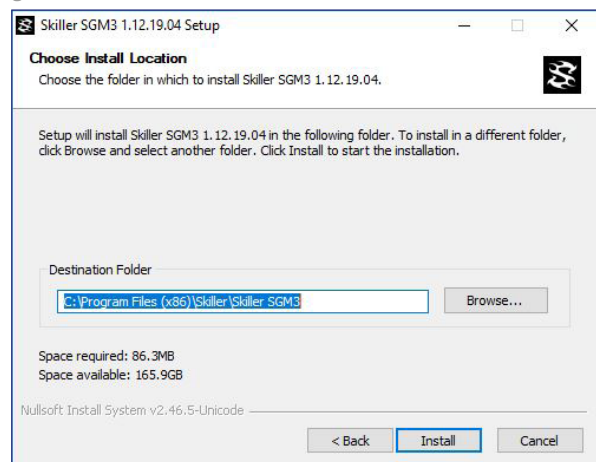 Skiller SGM3 1.12.19.04 Setup
Choose Install Location
Choose the folder in which to install Skiller SGM3 1.12.19.04.
Setup will install Skiller SGM3 1.12.19.04 in the following folder. To install in a different folder,
click Browse and select another folder. Click Install to start the installation.
Destination Folder
C:\Program Files (x86)\Skiller\Skiller SGM3
Browse...
Space required: 86.3MB
Space available: 165.9GB
Nullsoft Install System v2.46.5-Unicode
< Back Install Cancel